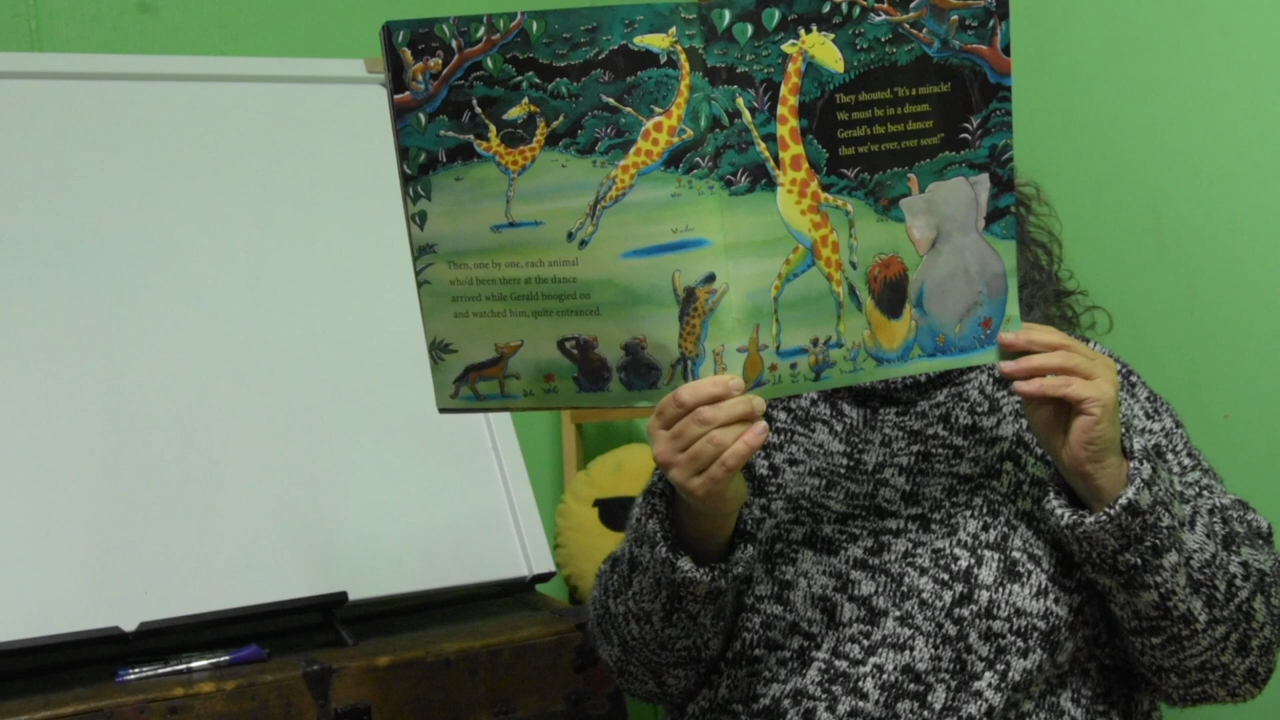 Then, one by one, each animal
who'd been there at the dance
arrived while Gerald boogied on
and watched him, quite entranced.
They shouted, "It's a miracle!
We must be in a dream.
Gerald's the best dancer
that we've ever, ever seen!"